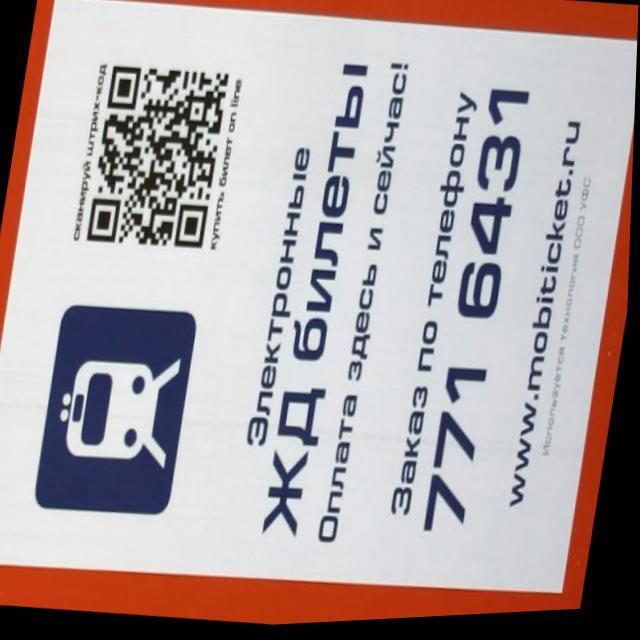 сканируй штрих-код
купить билет on line
Электронные
ЖД билеты
Оплата здесь и сейчас!
Заказ по телефону
771 6431
www.mobiticket.ru
Используется технология ООО УФС